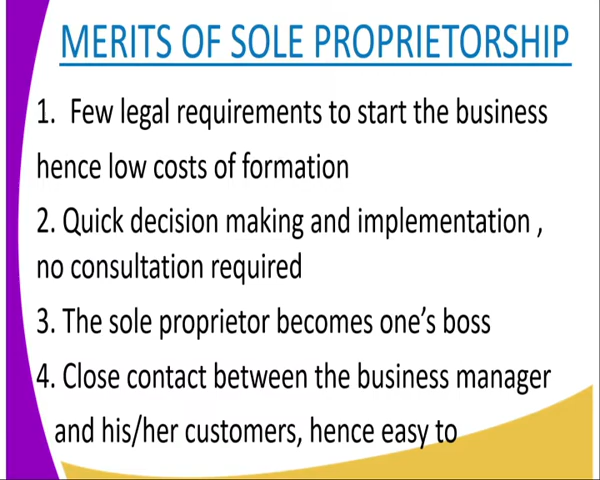 MERITS OF SOLE PROPRIETORSHIP
1. Few legal requirements to start the business
hence low costs of formation
2. Quick decision making and implementation ,
no consultation required
3. The sole proprietor becomes one’s boss
4. Close contact between the business manager
and his/her customers, hence easy to